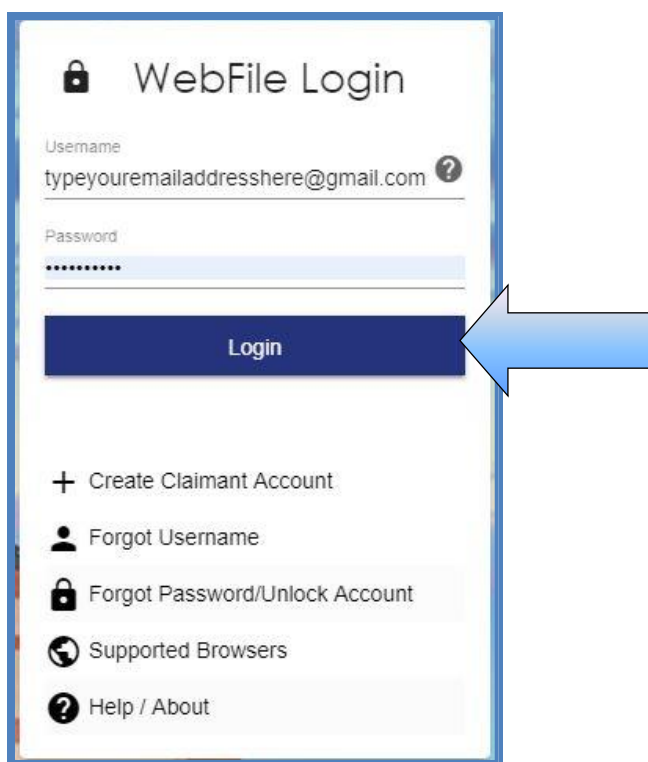 WebFile Login
Username
typeyouremailaddresshere@gmail.com
Password
••••••••••
Login
Create Claimant Account
Forgot Username
Forgot Password/Unlock Account
Supported Browsers
Help / About